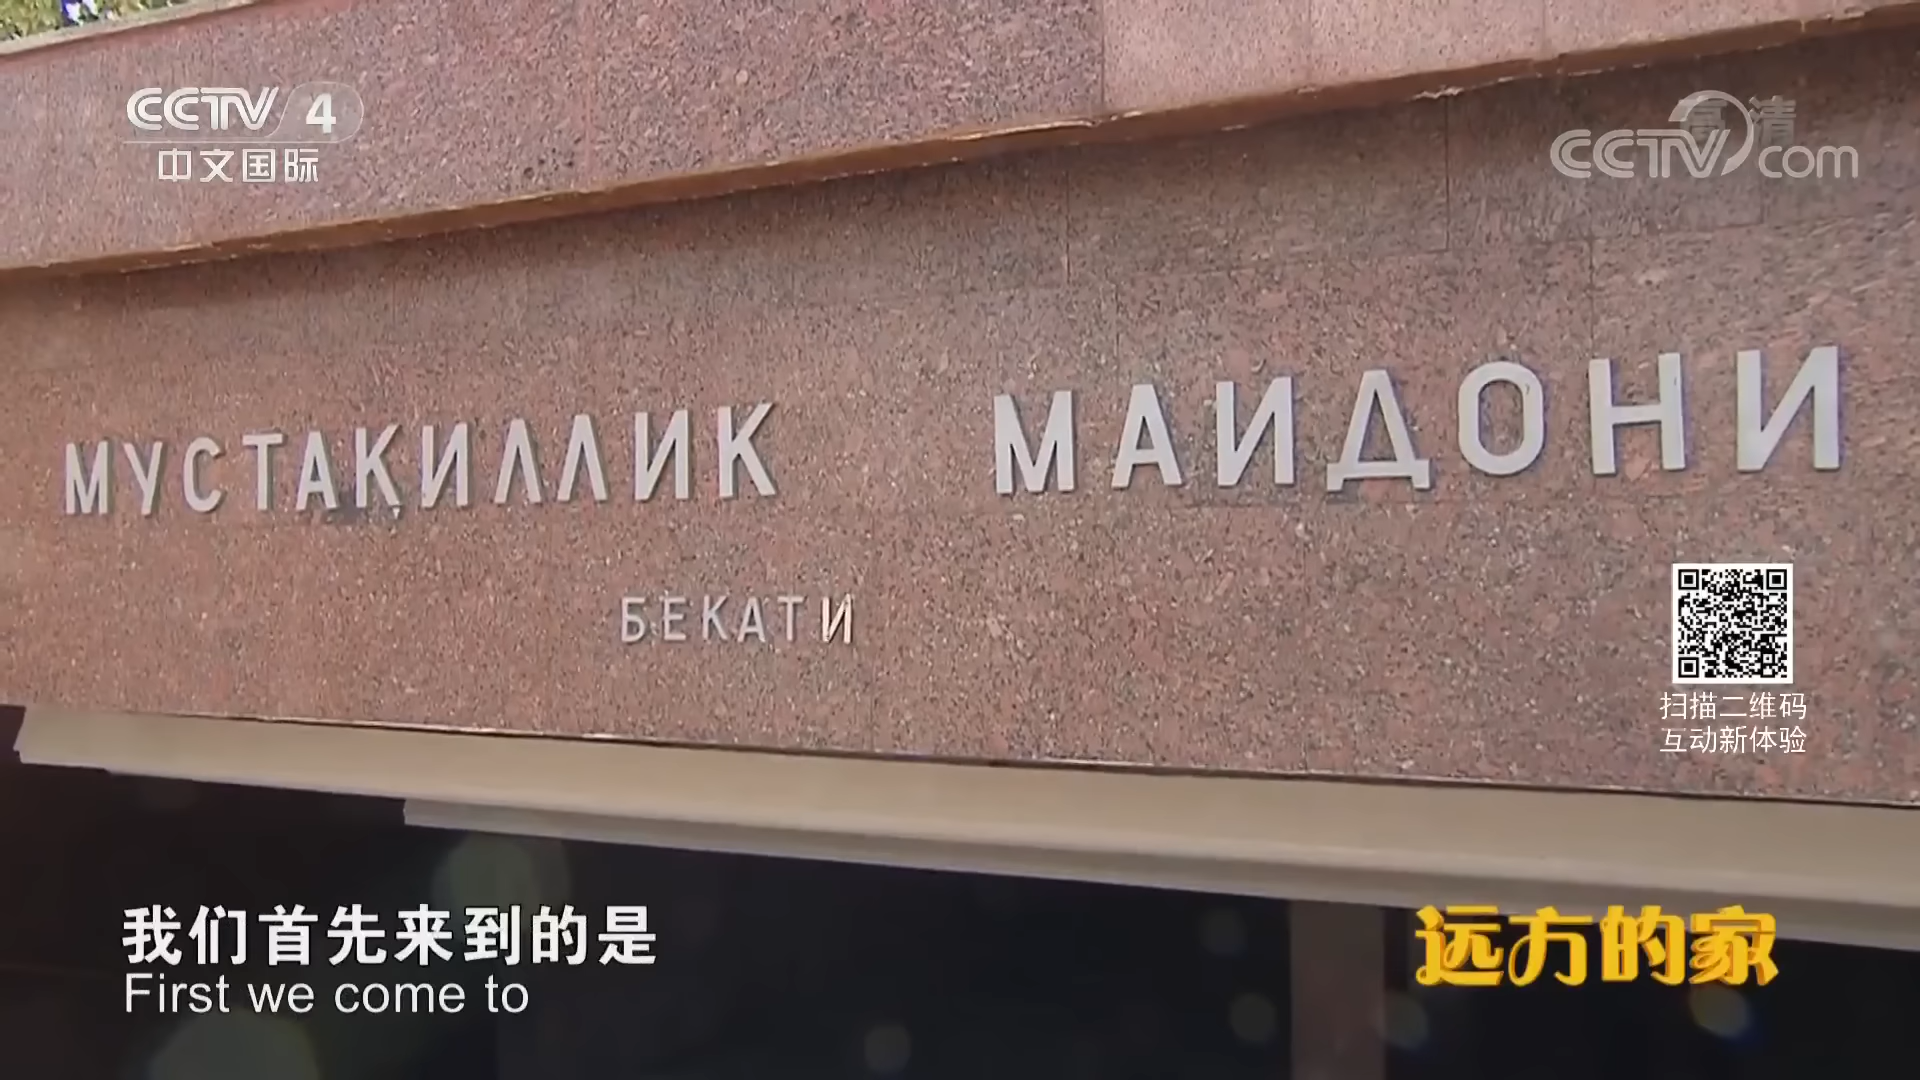 CCTV 4
中文国际
高清
CCTV.com
МУСТАҚИЛЛИК МАИДОНИ
БЕКАТИ
扫描二维码
互动新体验
我们首先来到的是
First we come to
远方的家